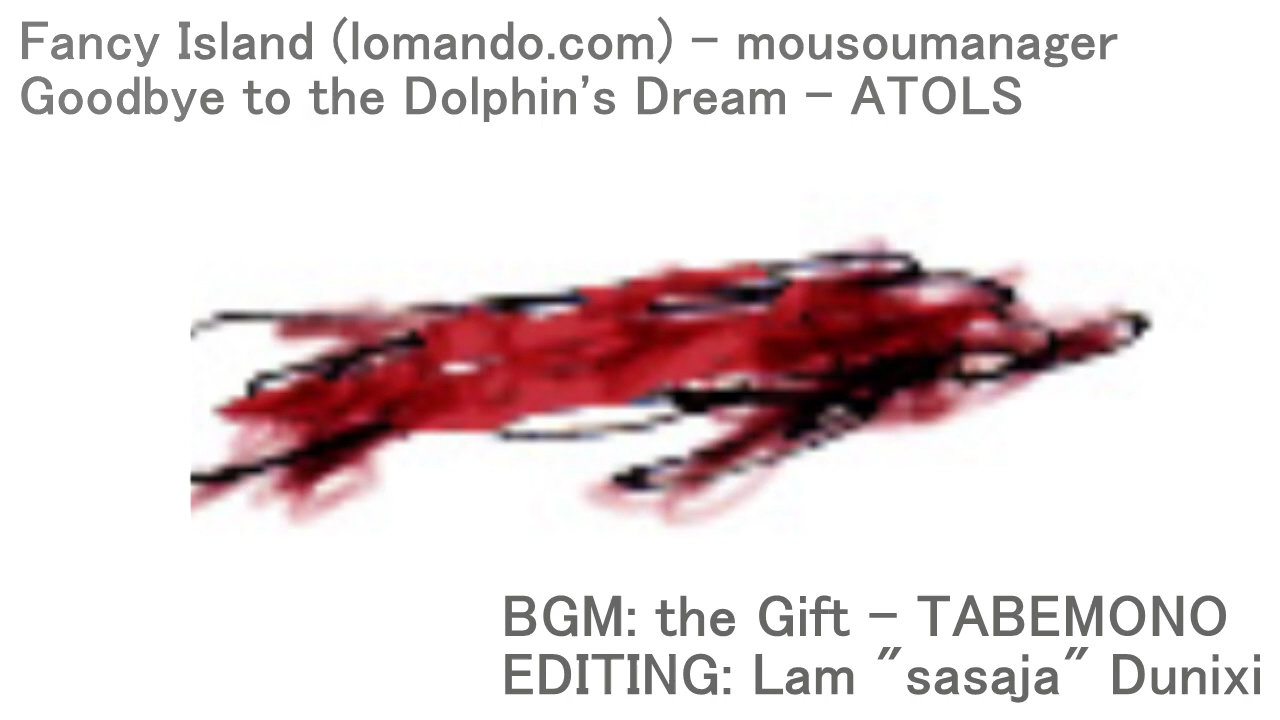 Fancy Island (lomando.com) - mousoumanager
Goodbye to the Dolphin's Dream - ATOLS
BGM: the Gift - TABEMONO
EDITING: Lam "sasaja" Dunixi